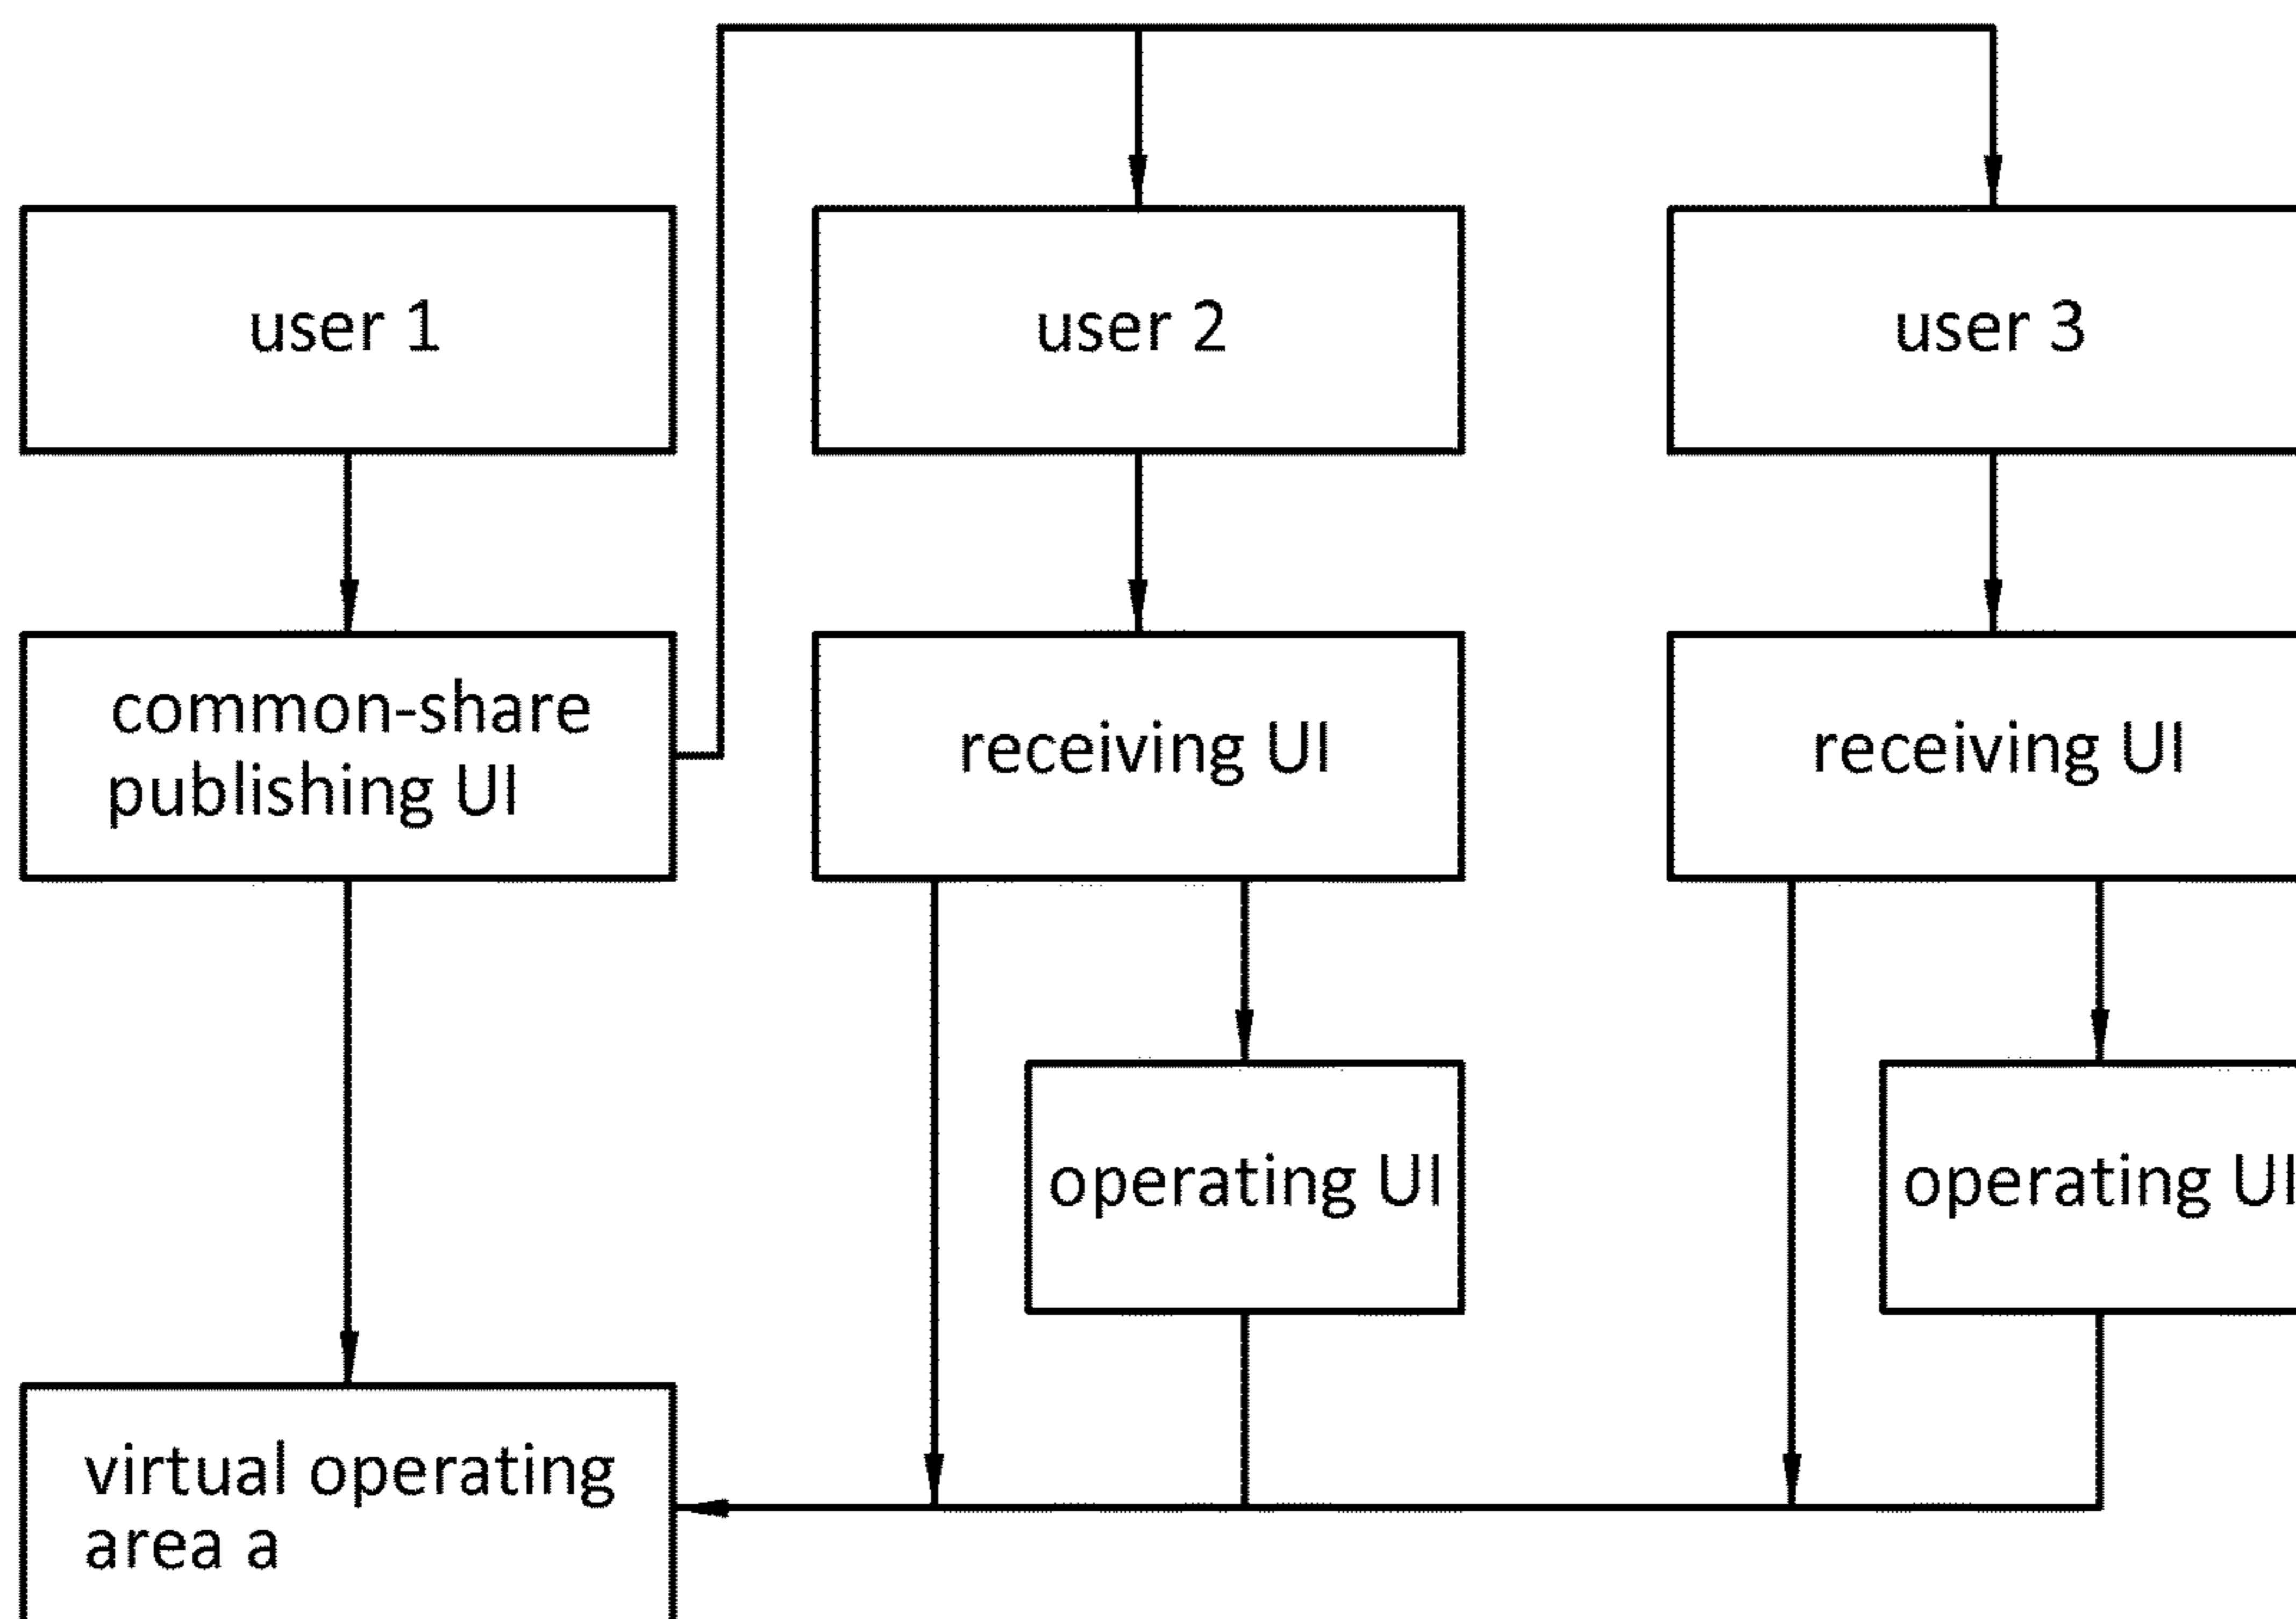 user 1
user 2
user 3
common-share
publishing UI
receiving UI
receiving UI
operating UI
operating UI
virtual operating
area a